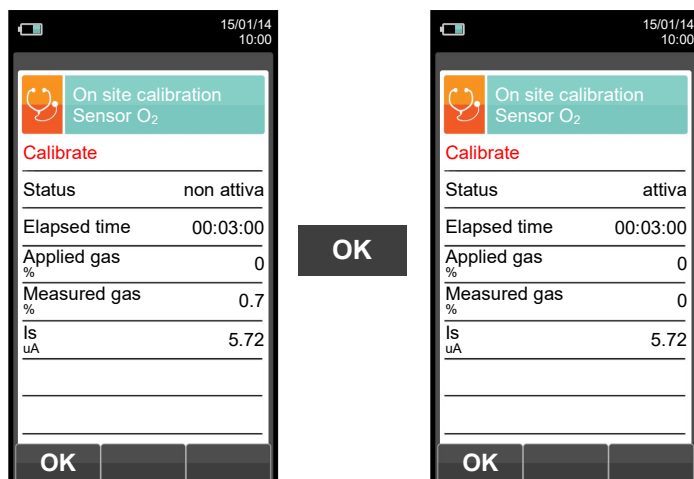 15/01/14
10:00
On site calibration
Sensor O₂
Calibrate
Status non attiva
Elapsed time 00:03:00
Applied gas
% 0
Measured gas
% 0.7
Is
uA 5.72
OK
OK
15/01/14
10:00
On site calibration
Sensor O₂
Calibrate
Status attiva
Elapsed time 00:03:00
Applied gas
% 0
Measured gas
% 0
Is
uA 5.72
OK